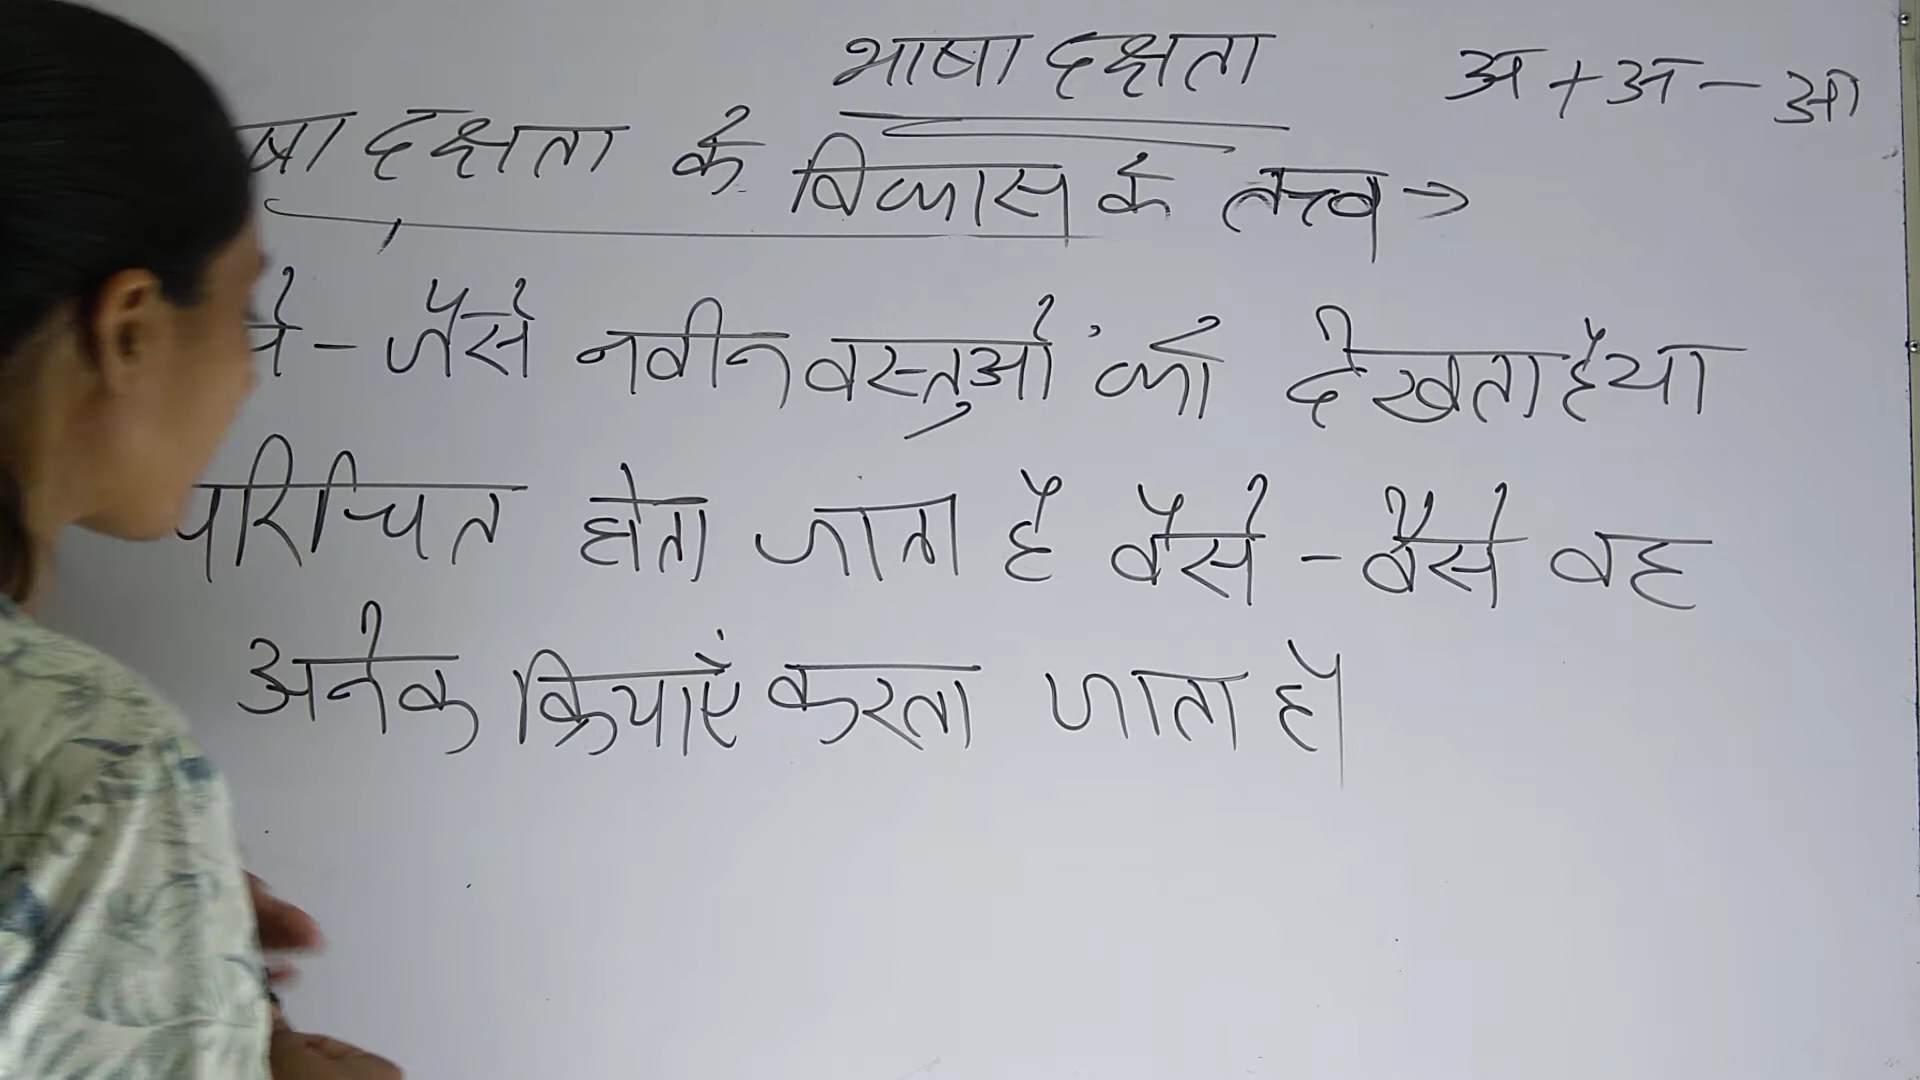 भाषा दक्षता
अ + अ - आ
षा दक्षता के विकास के तत्त्व →
से - जैसे नवीन वस्तुओं को देखता है या
परिचित होता जाता है वैसे - वैसे वह
अनेक क्रियाएं करता जाता है।